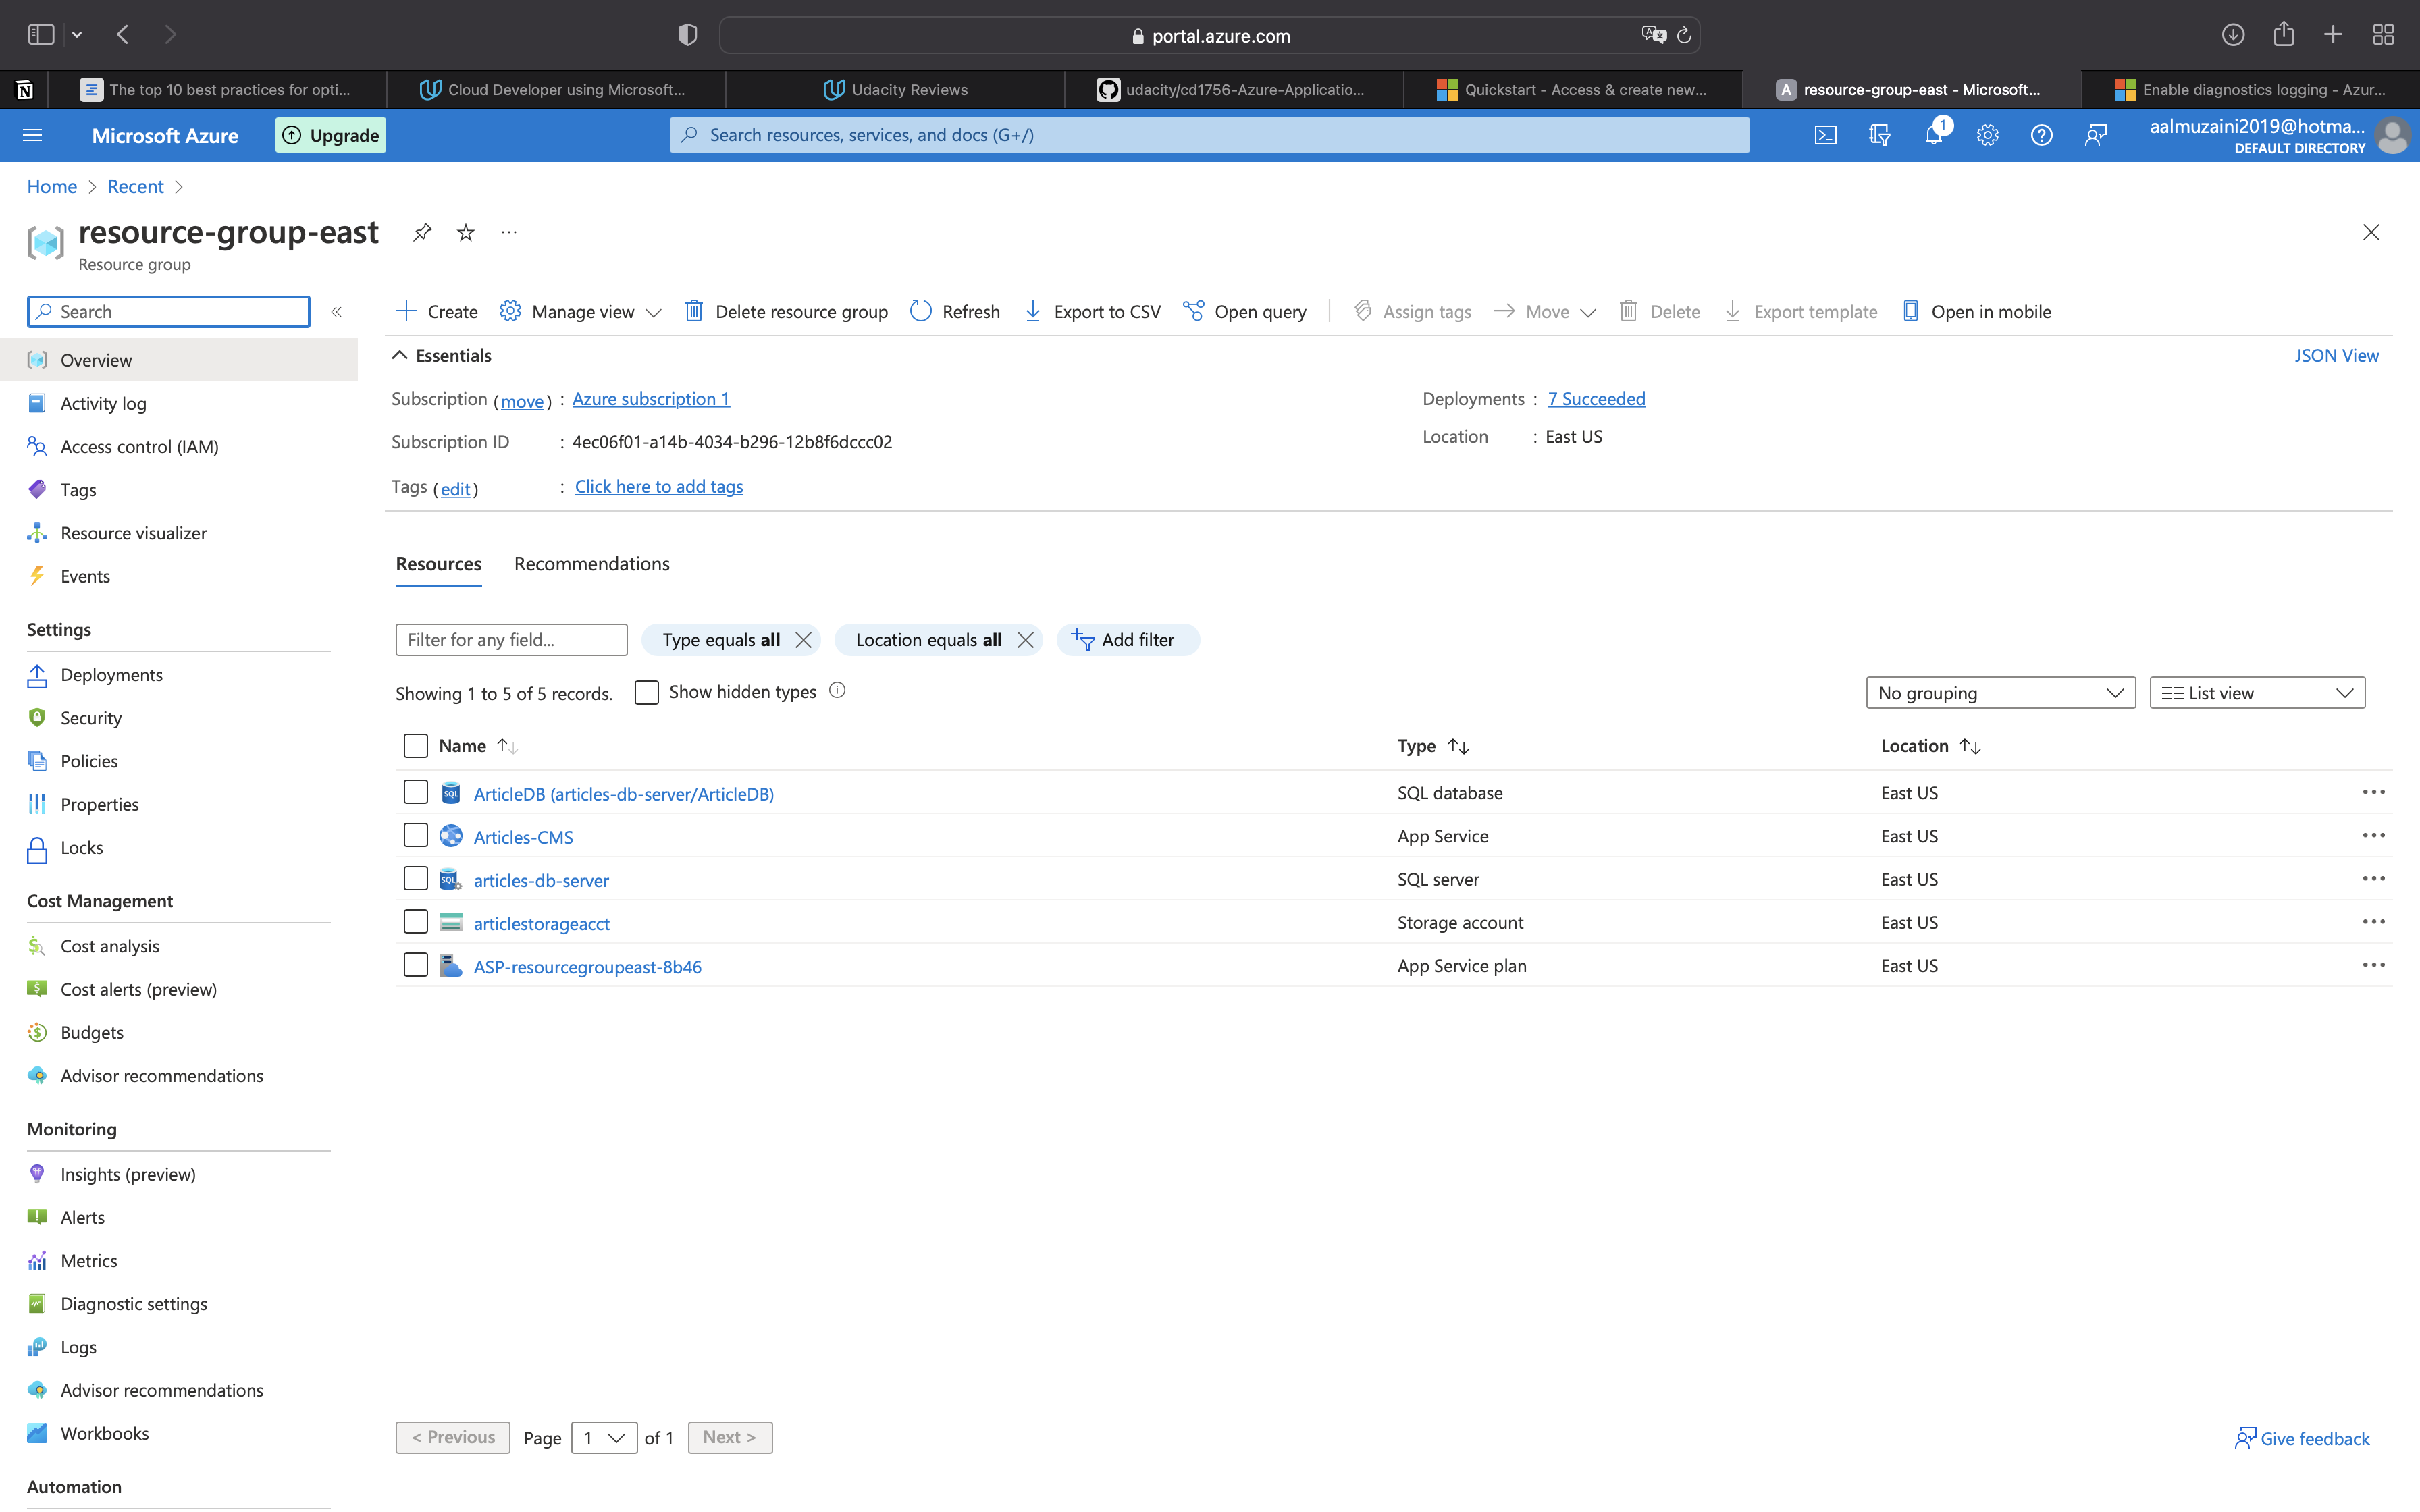 portal.azure.com
The top 10 best practices for opti...
Cloud Developer using Microsoft...
Udacity Reviews
udacity/cd1756-Azure-Applicatio...
Quickstart - Access & create new...
A resource-group-east - Microsoft...
Enable diagnostics logging - Azur...
Microsoft Azure
Upgrade
Search resources, services, and docs (G+/)
1
aalmuzaini2019@hotma...
DEFAULT DIRECTORY
Home > Recent >
resource-group-east
Resource group
Search
Create
Manage view
Delete resource group
Refresh
Export to CSV
Open query
Assign tags
Move
Delete
Export template
Open in mobile
Overview
Activity log
Access control (IAM)
Tags
Resource visualizer
Events
Settings
Deployments
Security
Policies
Properties
Locks
Cost Management
Cost analysis
Cost alerts (preview)
Budgets
Advisor recommendations
Monitoring
Insights (preview)
Alerts
Metrics
Diagnostic settings
Logs
Advisor recommendations
Workbooks
Automation
Essentials
JSON View
Subscription (move) : Azure subscription 1
Deployments : 7 Succeeded
Subscription ID : 4ec06f01-a14b-4034-b296-12b8f6dccc02
Location : East US
Tags (edit) : Click here to add tags
Resources
Recommendations
Filter for any field...
Type equals all
Location equals all
Add filter
Showing 1 to 5 of 5 records.
Show hidden types
No grouping
List view
Name
Type
Location
ArticleDB (articles-db-server/ArticleDB) SQL database East US
Articles-CMS App Service East US
articles-db-server SQL server East US
articlestorageacct Storage account East US
ASP-resourcegroupeast-8b46 App Service plan East US
< Previous
Page 1 of 1
Next >
Give feedback